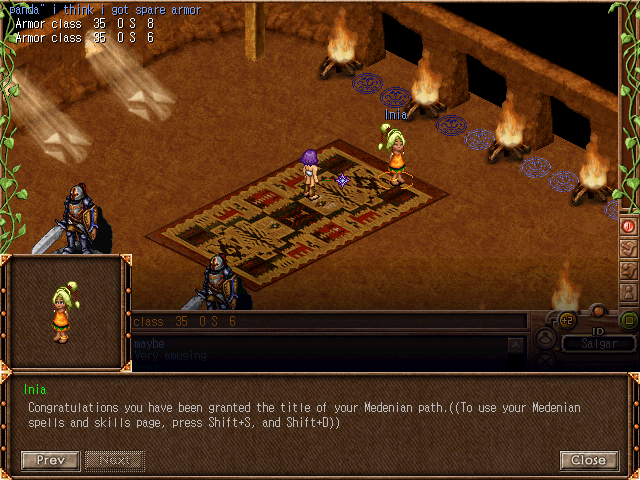 panda" i think i got spare armor
Armor class 35 0 S 8
Armor class 35 0 S 6
Inia
class 35 0 S 6
maybe
Very amusing
+2
ID
Salgar
Inia
Congratulations you have been granted the title of your Medenian path.((To use your Medenian
spells and skills page, press Shift+S, and Shift+D))
Prev
Next
Close